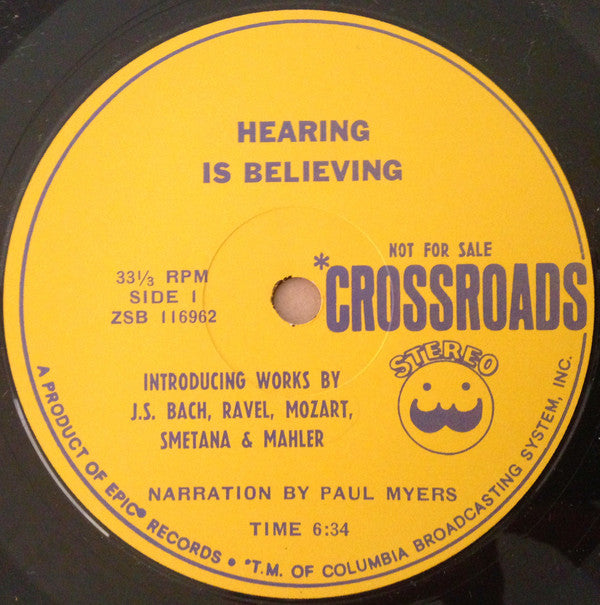 HEARING
IS BELIEVING
NOT FOR SALE
33⅓ RPM
SIDE 1
ZSB 116962
*CROSSROADS
STEREO
INTRODUCING WORKS BY
J.S. BACH, RAVEL, MOZART,
SMETANA & MAHLER
NARRATION BY PAUL MYERS
TIME 6:34
A PRODUCT OF EPIC® RECORDS • *T.M. OF COLUMBIA BROADCASTING SYSTEM, INC.